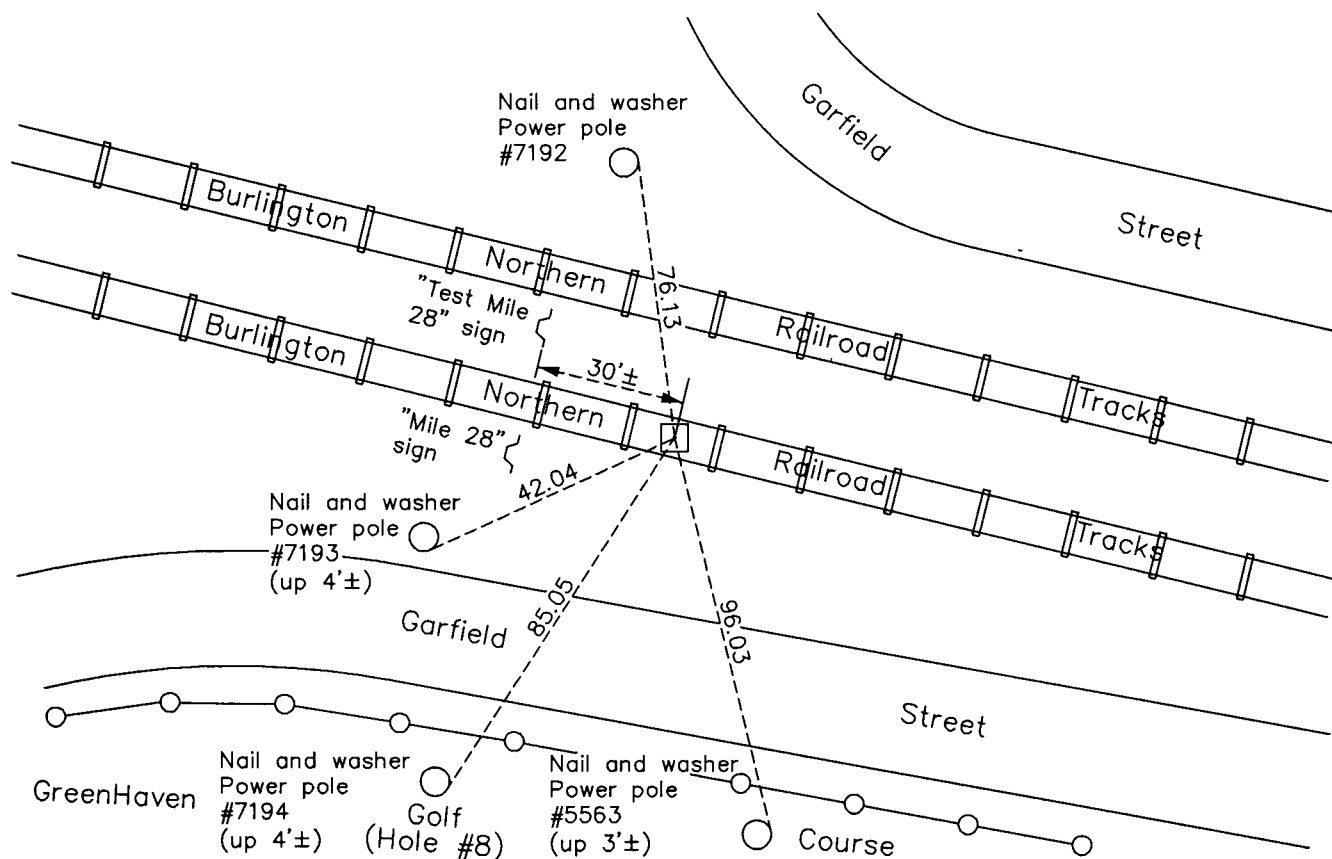 Garfield
Street
Nail and washer
Power pole
#7192
Burlington
Northern
Railroad
Tracks
76.13
"Test Mile
28" sign
30'±
Burlington
Northern
Railroad
Tracks
"Mile 28"
sign
42.04
Nail and washer
Power pole
#7193
(up 4'±)
85.05
96.03
Garfield
Street
GreenHaven
Golf
Course
(Hole #8)
Nail and washer
Power pole
#7194
(up 4'±)
Nail and washer
Power pole
#5563
(up 3'±)